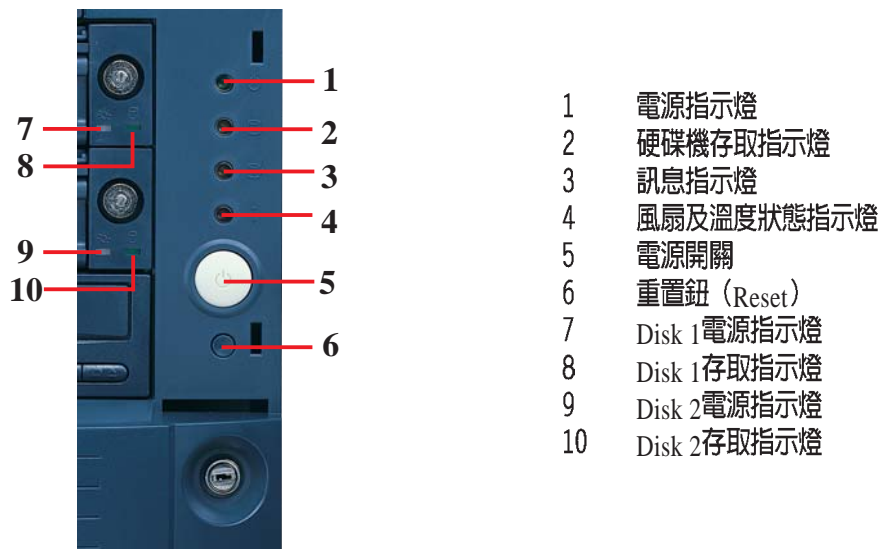 1
2
3
4
5
6
7
8
9
10
1 電源指示燈
2 硬碟機存取指示燈
3 訊息指示燈
4 風扇及溫度狀態指示燈
5 電源開關
6 重置鈕（Reset）
7 Disk 1電源指示燈
8 Disk 1存取指示燈
9 Disk 2電源指示燈
10 Disk 2存取指示燈